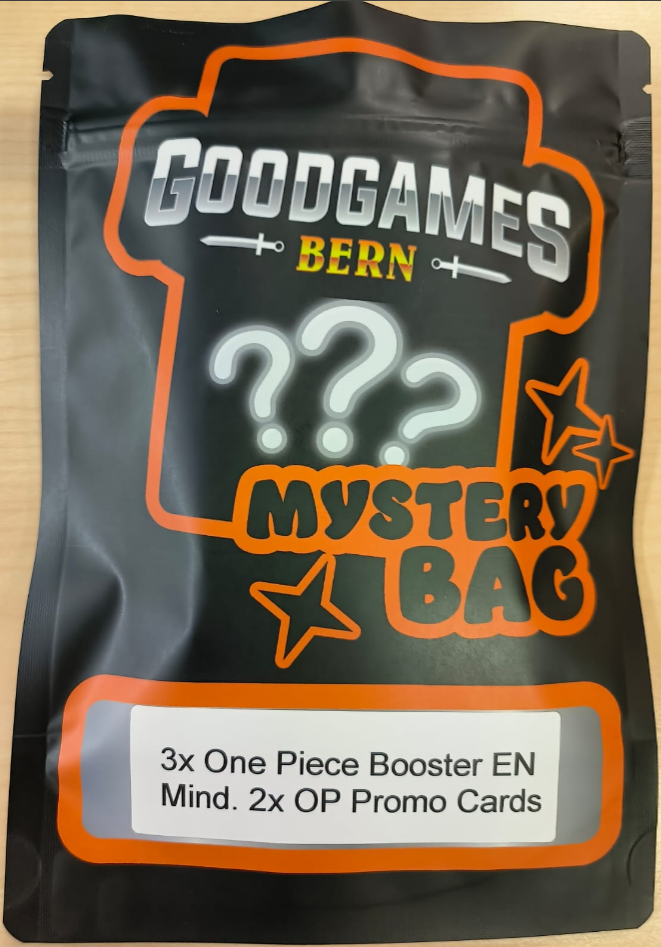 GOODGAMES
BERN
???
MYSTERY
BAG
3x One Piece Booster EN
Mind. 2x OP Promo Cards